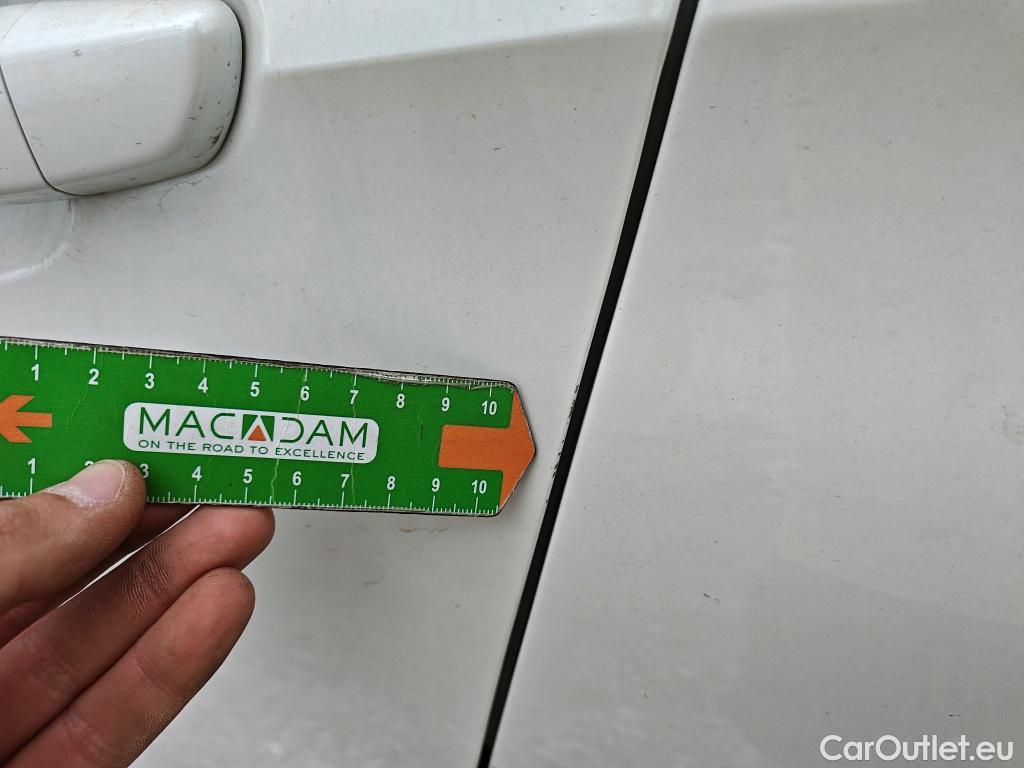 1 2 3 4 5 6 7 8 9 10
MACADAM
ON THE ROAD TO EXCELLENCE
1 2 3 4 5 6 7 8 9 10
CarOutlet.eu